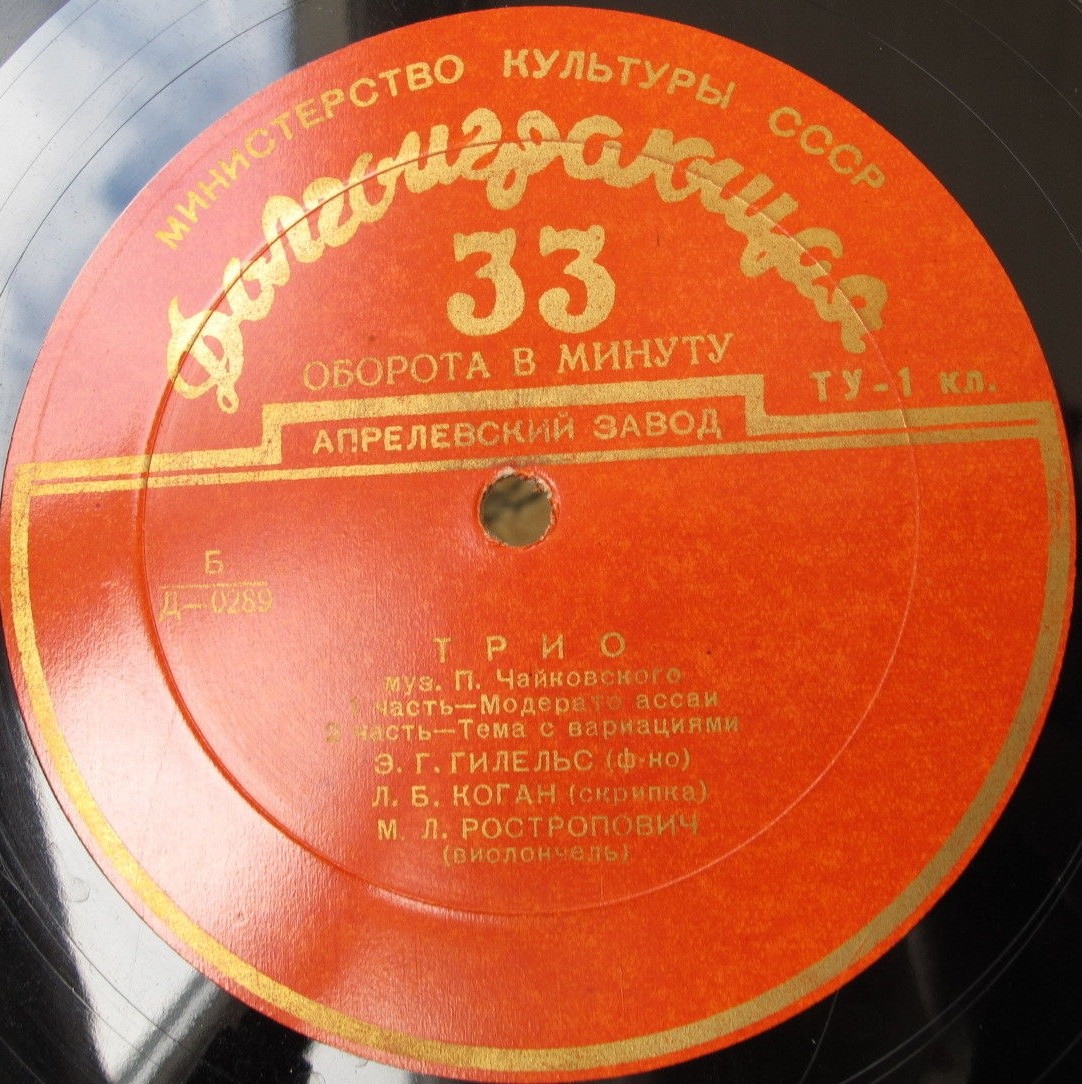 МИНИСТЕРСТВО КУЛЬТУРЫ СССР
Долгоиграющая
33
ОБОРОТА В МИНУТУ
ТУ-1 кл.
АПРЕЛЕВСКИЙ ЗАВОД
Б
Д—0289
ТРИО
муз. П. Чайковского
1 часть—Модерато ассаи
2 часть—Тема с вариациями
Э. Г. ГИЛЕЛЬС (ф-но)
Л. Б. КОГАН (скрипка)
М. Л. РОСТРОПОВИЧ
(виолончель)